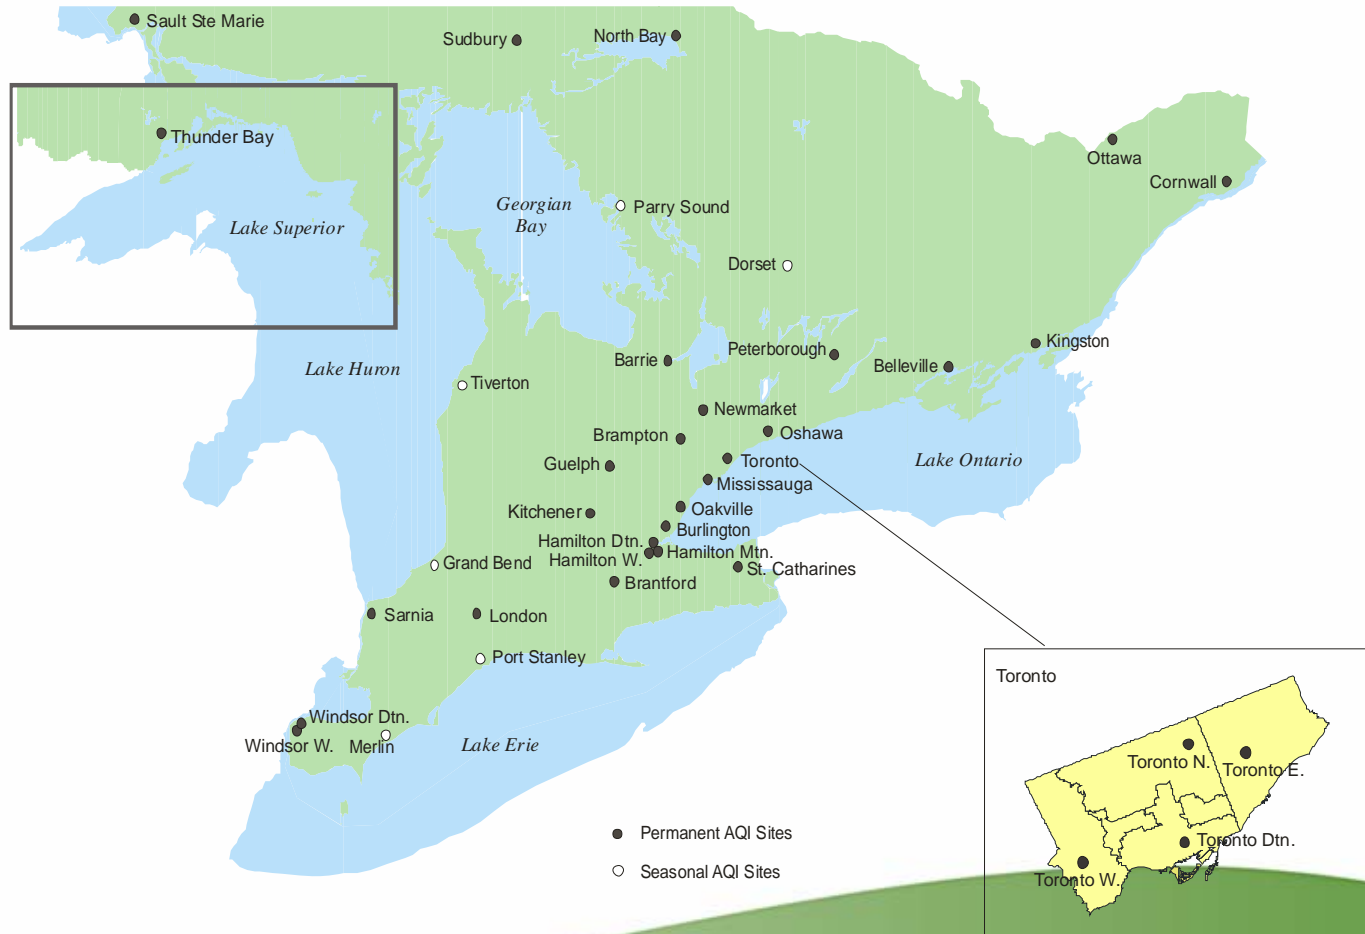 Sault Ste Marie
Sudbury
North Bay
Thunder Bay
Ottawa
Cornwall
Georgian
Bay
Parry Sound
Lake Superior
Dorset
Kingston
Barrie
Peterborough
Belleville
Lake Huron
Tiverton
Newmarket
Brampton
Oshawa
Guelph
Toronto
Lake Ontario
Mississauga
Kitchener
Oakville
Burlington
Hamilton Dtn.
Hamilton Mtn.
Hamilton W.
Grand Bend
St. Catharines
Brantford
Sarnia
London
Port Stanley
Windsor Dtn.
Windsor W.
Merlin
Lake Erie
Permanent AQI Sites
Seasonal AQI Sites
Toronto
Toronto N.
Toronto E.
Toronto Dtn.
Toronto W.